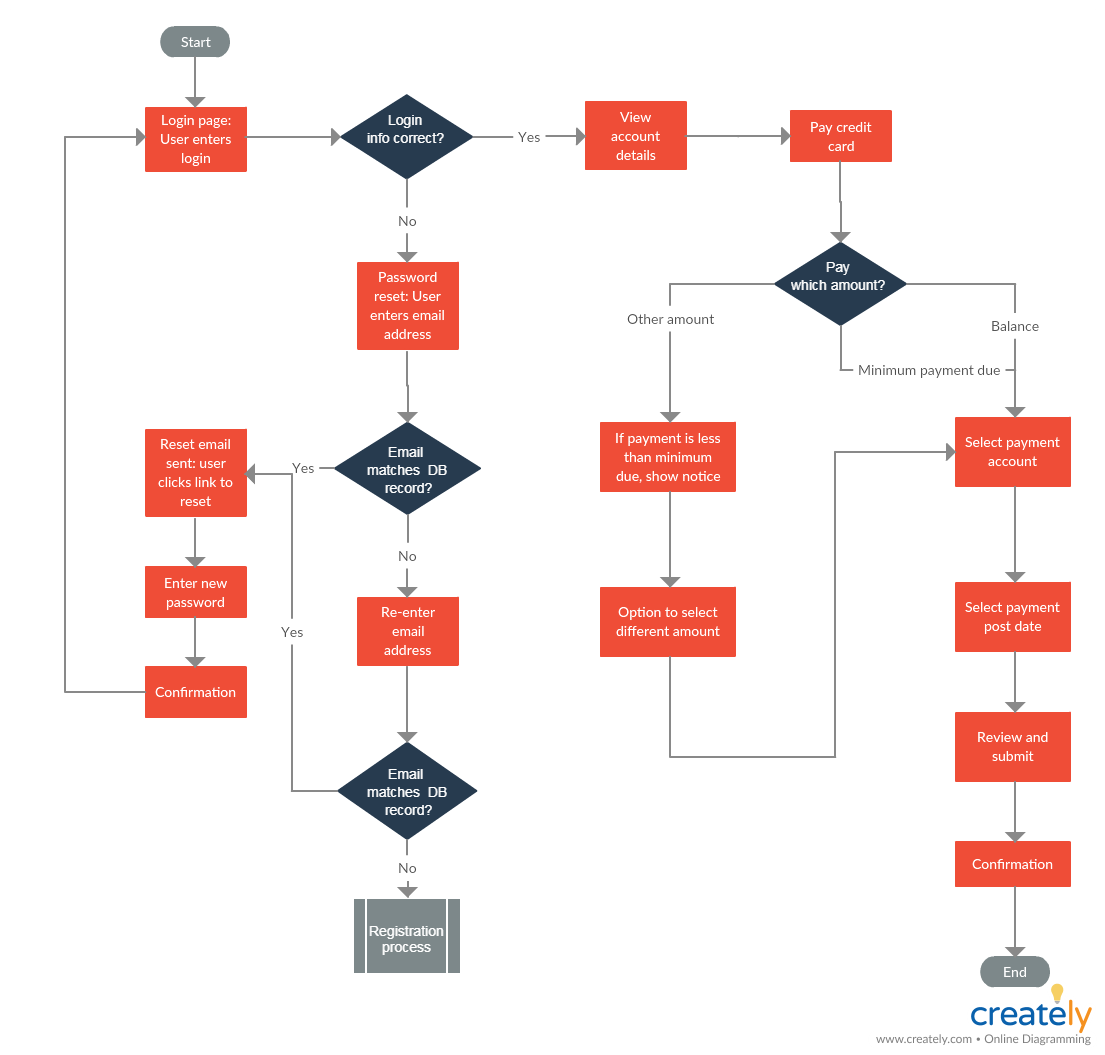 Start
Login page:
User enters
login
Login
info correct?
Yes
View
account
details
Pay credit
card
No
Password
reset: User
enters email
address
Pay
which amount?
Other amount
Balance
Minimum payment due
Reset email
sent: user
clicks link to
reset
Yes
Email
matches DB
record?
If payment is less
than minimum
due, show notice
Select payment
account
No
Enter new
password
Re-enter
email
address
Option to select
different amount
Select payment
post date
Yes
Confirmation
Email
matches DB
record?
Review and
submit
No
Confirmation
Registration
process
End
creately
www.creately.com • Online Diagramming